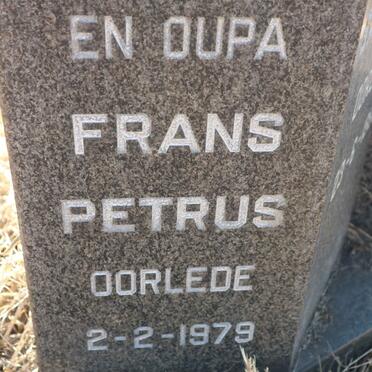 EN OUPA
FRANS
PETRUS
OORLEDE
2-2-1979